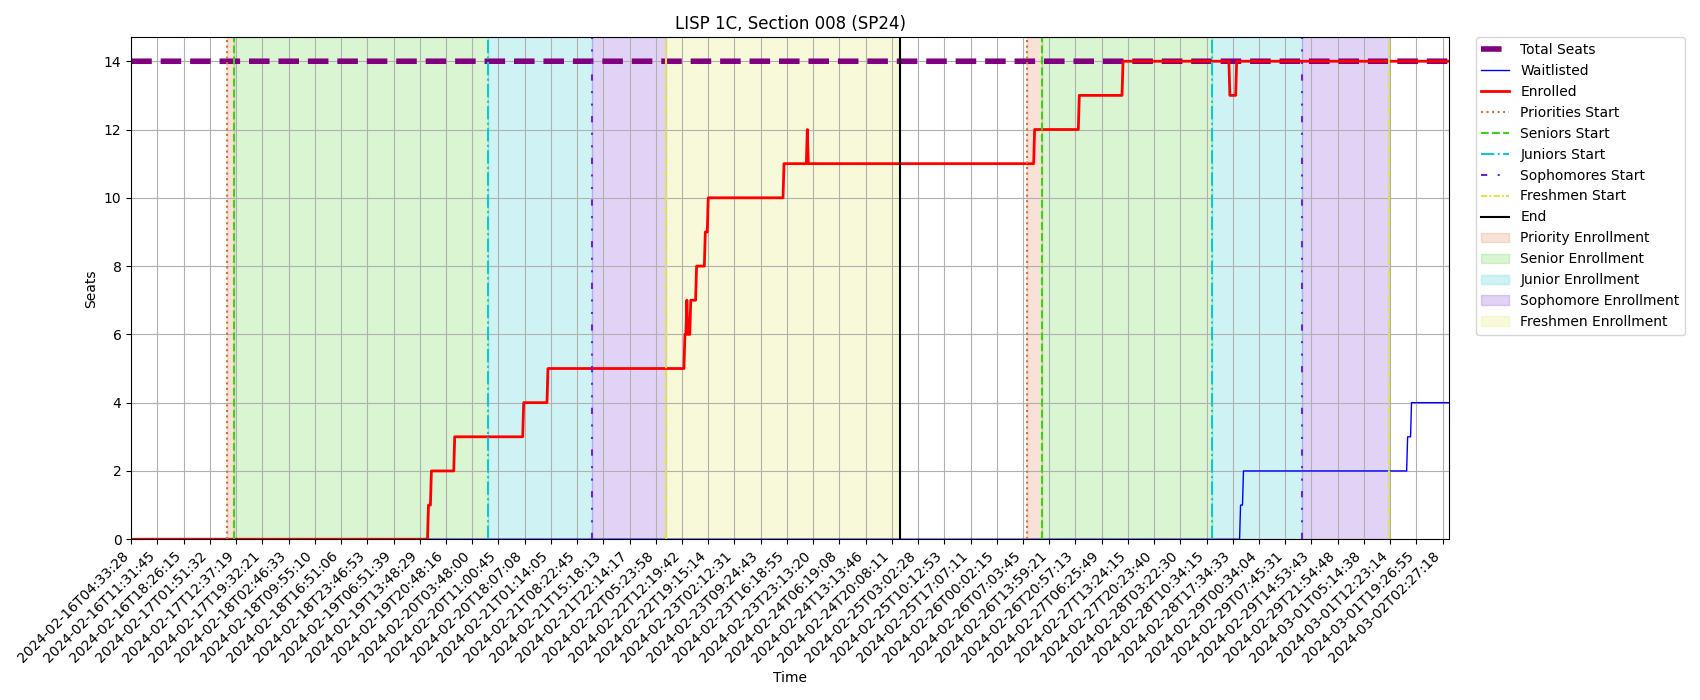 LISP 1C, Section 008 (SP24)
14
12
10
8
6
4
2
0
Seats
2024-02-16T04:33:28
2024-02-16T11:31:45
2024-02-16T18:26:15
2024-02-17T01:51:32
2024-02-17T12:37:19
2024-02-17T19:32:21
2024-02-18T02:46:33
2024-02-18T09:55:10
2024-02-18T16:51:06
2024-02-18T23:46:53
2024-02-19T06:51:39
2024-02-19T13:48:29
2024-02-19T20:48:16
2024-02-20T03:48:00
2024-02-20T11:00:45
2024-02-20T18:07:08
2024-02-21T01:14:05
2024-02-21T08:22:45
2024-02-21T15:18:13
2024-02-21T22:14:17
2024-02-22T05:23:58
2024-02-22T12:19:42
2024-02-22T19:15:14
2024-02-23T02:12:31
2024-02-23T09:24:43
2024-02-23T16:18:55
2024-02-23T23:13:20
2024-02-24T06:19:08
2024-02-24T13:13:46
2024-02-24T20:08:11
2024-02-25T03:02:28
2024-02-25T10:12:53
2024-02-25T17:07:11
2024-02-26T00:02:15
2024-02-26T07:03:45
2024-02-26T13:59:21
2024-02-26T20:57:13
2024-02-27T06:25:49
2024-02-27T13:24:15
2024-02-27T20:23:40
2024-02-28T03:22:30
2024-02-28T10:34:15
2024-02-28T17:34:33
2024-02-29T00:34:04
2024-02-29T07:45:31
2024-02-29T14:53:43
2024-02-29T21:54:48
2024-03-01T05:14:38
2024-03-01T12:23:14
2024-03-01T19:26:55
2024-03-02T02:27:18
Time
Total Seats
Waitlisted
Enrolled
Priorities Start
Seniors Start
Juniors Start
Sophomores Start
Freshmen Start
End
Priority Enrollment
Senior Enrollment
Junior Enrollment
Sophomore Enrollment
Freshmen Enrollment